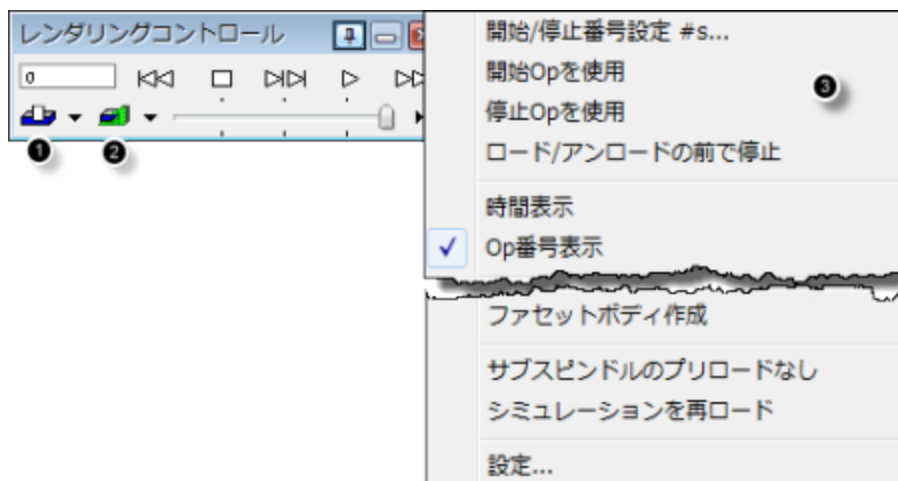 レンダリングコントロール
0
1
2
開始/停止番号設定 #s...
開始Opを使用
3
停止Opを使用
ロード/アンロードの前で停止
時間表示
Op番号表示
ファセットボディ作成
サブスピンドルのプリロードなし
シミュレーションを再ロード
設定...